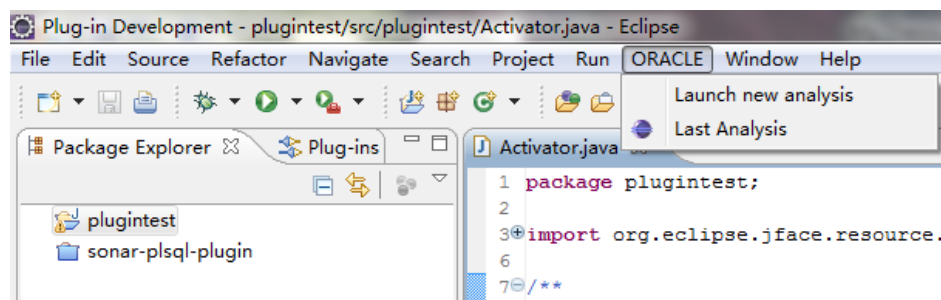 Plug-in Development - plugintest/src/plugintest/Activator.java - Eclipse
File Edit Source Refactor Navigate Search Project Run ORACLE Window Help
Launch new analysis
Last Analysis
Package Explorer Plug-ins
Activator.java
1 package plugintest;
2
3 import org.eclipse.jface.resource.
6
7 /**
plugintest
sonar-plsql-plugin